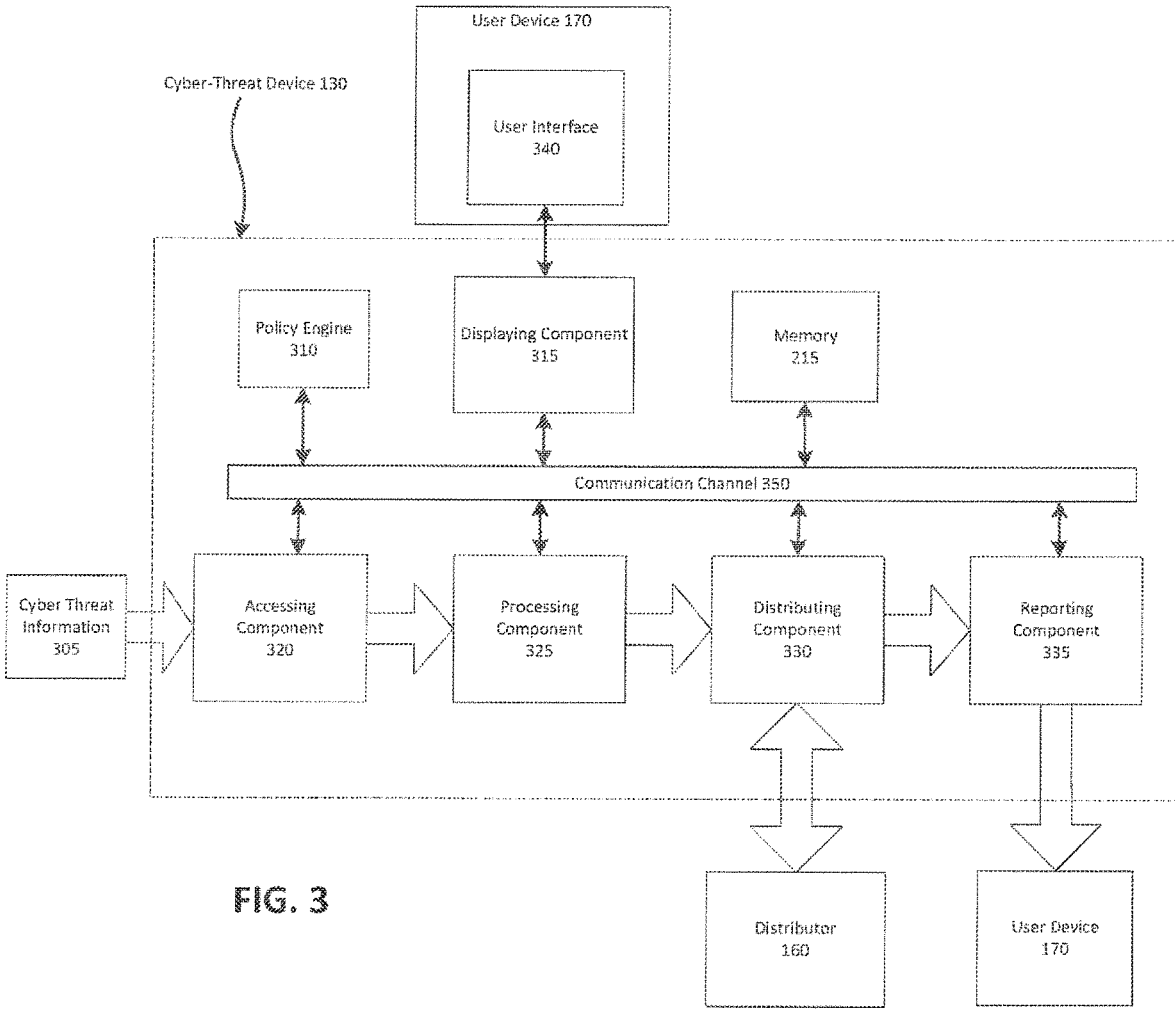 User Device 170
Cyber-Threat Device 130
User Interface
340
Policy Engine
310
Displaying Component
315
Memory
215
Communication Channel 350
Cyber Threat
Information
305
Accessing
Component
320
Processing
Component
325
Distributing
Component
330
Reporting
Component
335
FIG. 3
Distributor
160
User Device
170